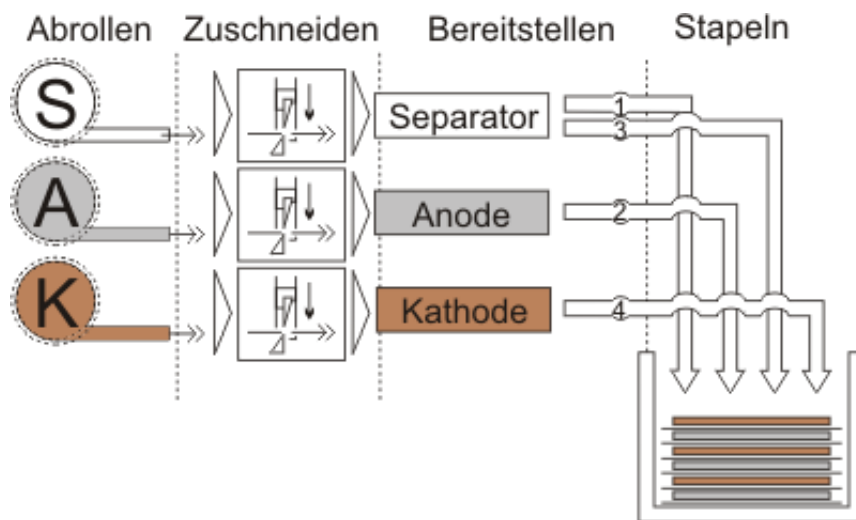 Abrollen Zuschneiden Bereitstellen Stapeln
S Separator 1
3
A Anode 2
K Kathode 4